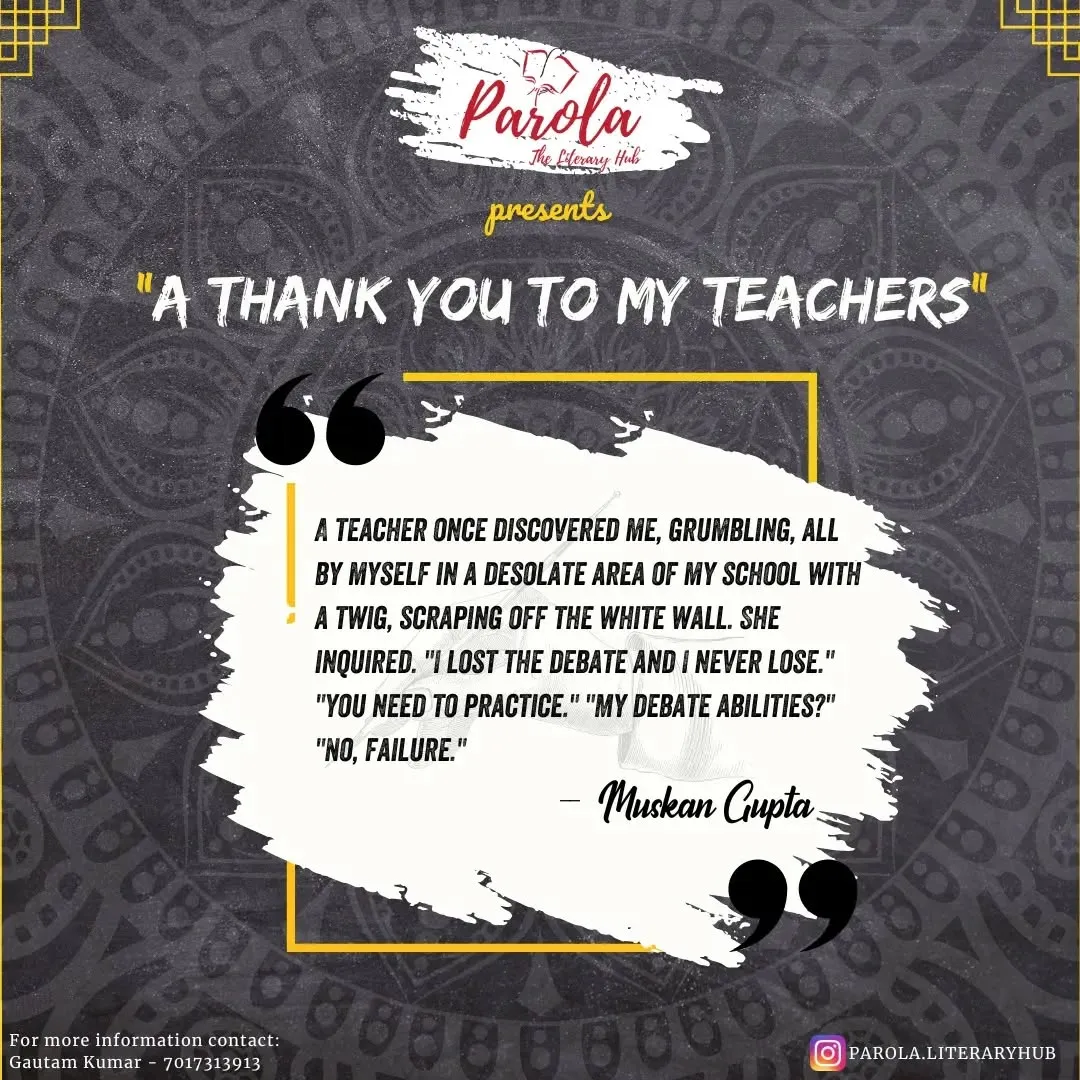 Parola
The Literary Hub
presents
"A THANK YOU TO MY TEACHERS"
A TEACHER ONCE DISCOVERED ME, GRUMBLING, ALL
BY MYSELF IN A DESOLATE AREA OF MY SCHOOL WITH
A TWIG, SCRAPING OFF THE WHITE WALL. SHE
INQUIRED. "I LOST THE DEBATE AND I NEVER LOSE."
"YOU NEED TO PRACTICE." "MY DEBATE ABILITIES?"
"NO, FAILURE."
— Muskan Gupta
For more information contact:
Gautam Kumar - 7017313913
PAROLA.LITERARYHUB